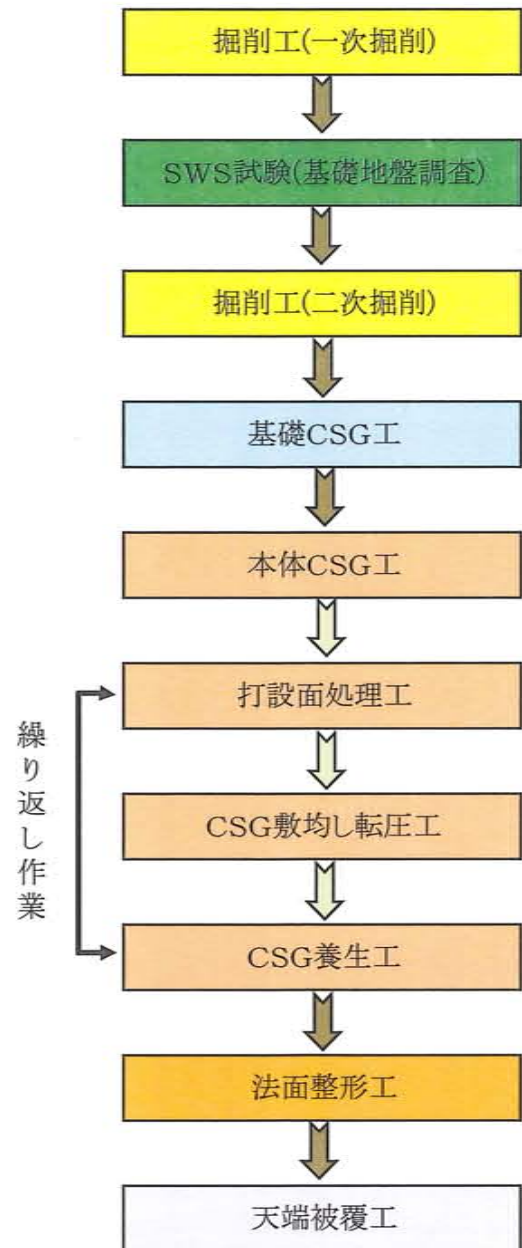 掘削工(一次掘削)
SWS試験(基礎地盤調査)
掘削工(二次掘削)
基礎CSG工
本体CSG工
打設面処理工
CSG敷均し転圧工
CSG養生工
繰り返し作業
法面整形工
天端被覆工